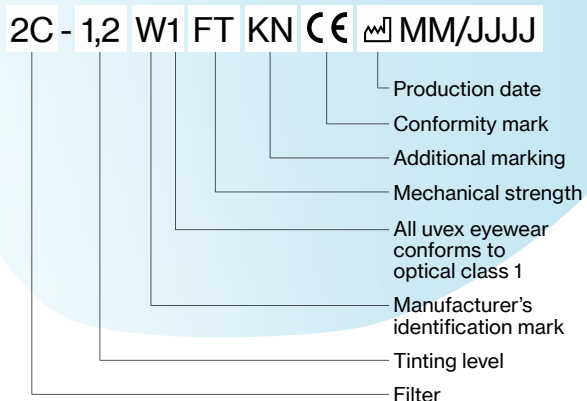 2C - 1,2 W1 FT KN CE MM/JJJJ
Production date
Conformity mark
Additional marking
Mechanical strength
All uvex eyewear
conforms to
optical class 1
Manufacturer's
identification mark
Tinting level
Filter